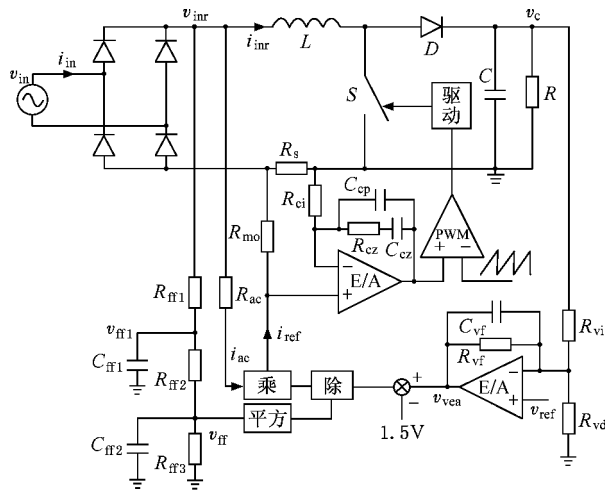 v_inr
v_c
i_in
i_inr
L
D
v_in
S
驱动
C
R
R_s
R_ci
C_cp
R_mo
R_cz
C_cz
PWM
+ −
−
E/A
+
R_ff1
R_ac
v_ff1
i_ac
i_ref
C_vf
R_vi
C_ff1
R_ff2
R_vf
乘
除
+
−
E/A
+
v_vea
v_ref
平方
−
1.5V
R_vd
C_ff2
v_ff
R_ff3